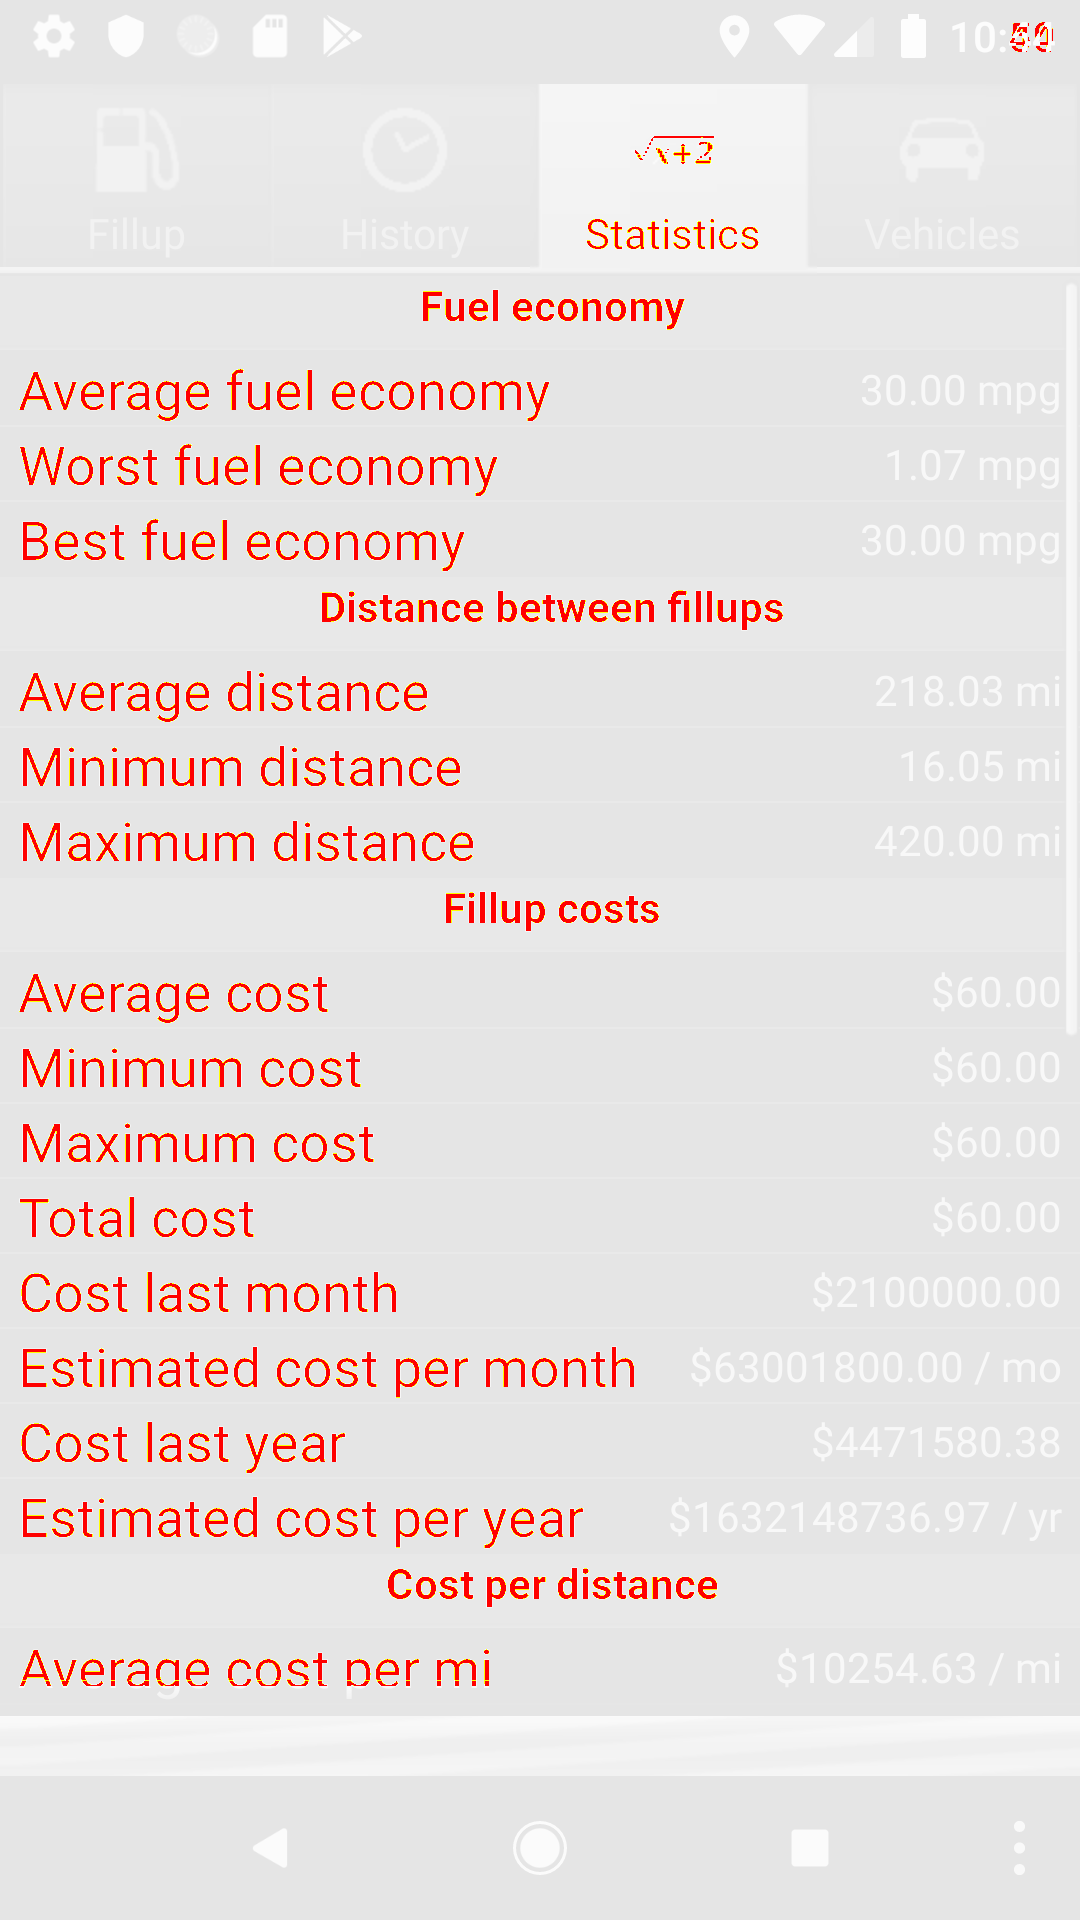 √x+2
Fillup History Statistics Vehicles
Fuel economy
Average fuel economy 30.00 mpg
Worst fuel economy 1.07 mpg
Best fuel economy 30.00 mpg
Distance between fillups
Average distance 218.03 mi
Minimum distance 16.05 mi
Maximum distance 420.00 mi
Fillup costs
Average cost $60.00
Minimum cost $60.00
Maximum cost $60.00
Total cost $60.00
Cost last month $2100000.00
Estimated cost per month $63001800.00 / mo
Cost last year $4471580.38
Estimated cost per year $1632148736.97 / yr
Cost per distance
Average cost per mi $10254.63 / mi